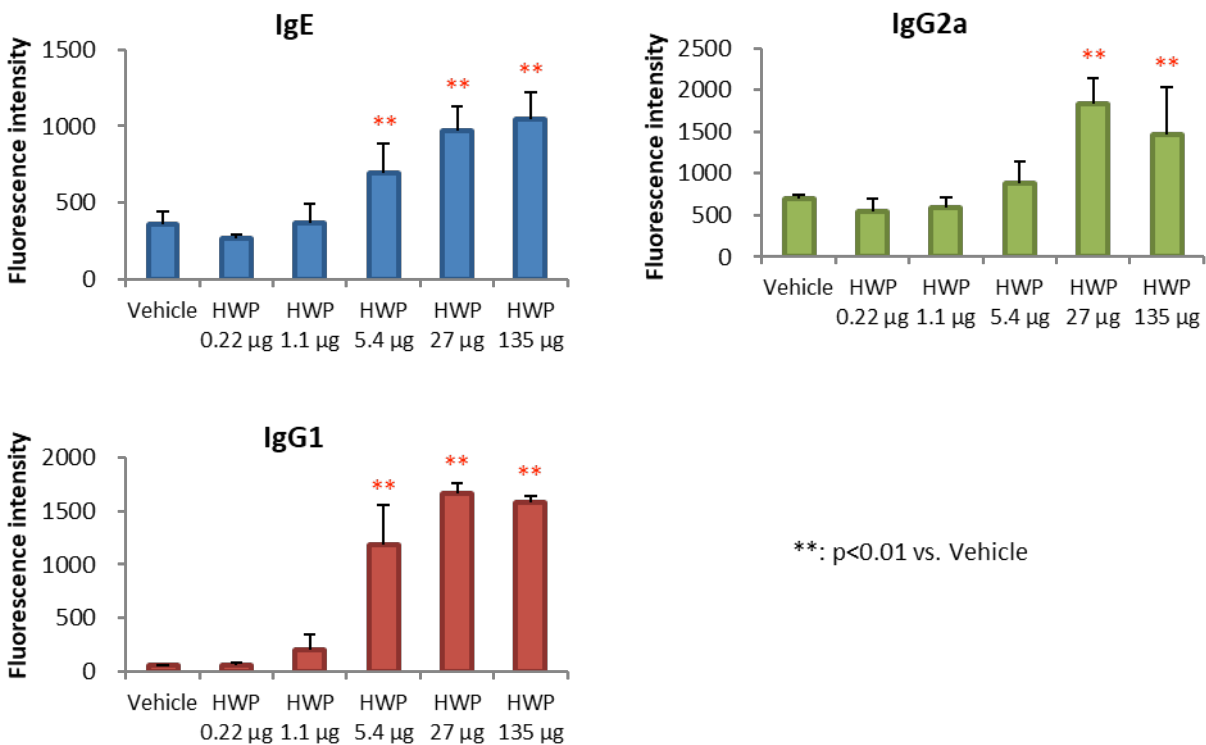 IgE
Fluorescence intensity
1500
1000
500
0
** ** **
Vehicle HWP HWP HWP HWP HWP
0.22 µg 1.1 µg 5.4 µg 27 µg 135 µg
IgG2a
Fluorescence intensity
2500
2000
1500
1000
500
0
** **
Vehicle HWP HWP HWP HWP HWP
0.22 µg 1.1 µg 5.4 µg 27 µg 135 µg
IgG1
Fluorescence intensity
2000
1500
1000
500
0
** ** **
Vehicle HWP HWP HWP HWP HWP
0.22 µg 1.1 µg 5.4 µg 27 µg 135 µg
**: p<0.01 vs. Vehicle